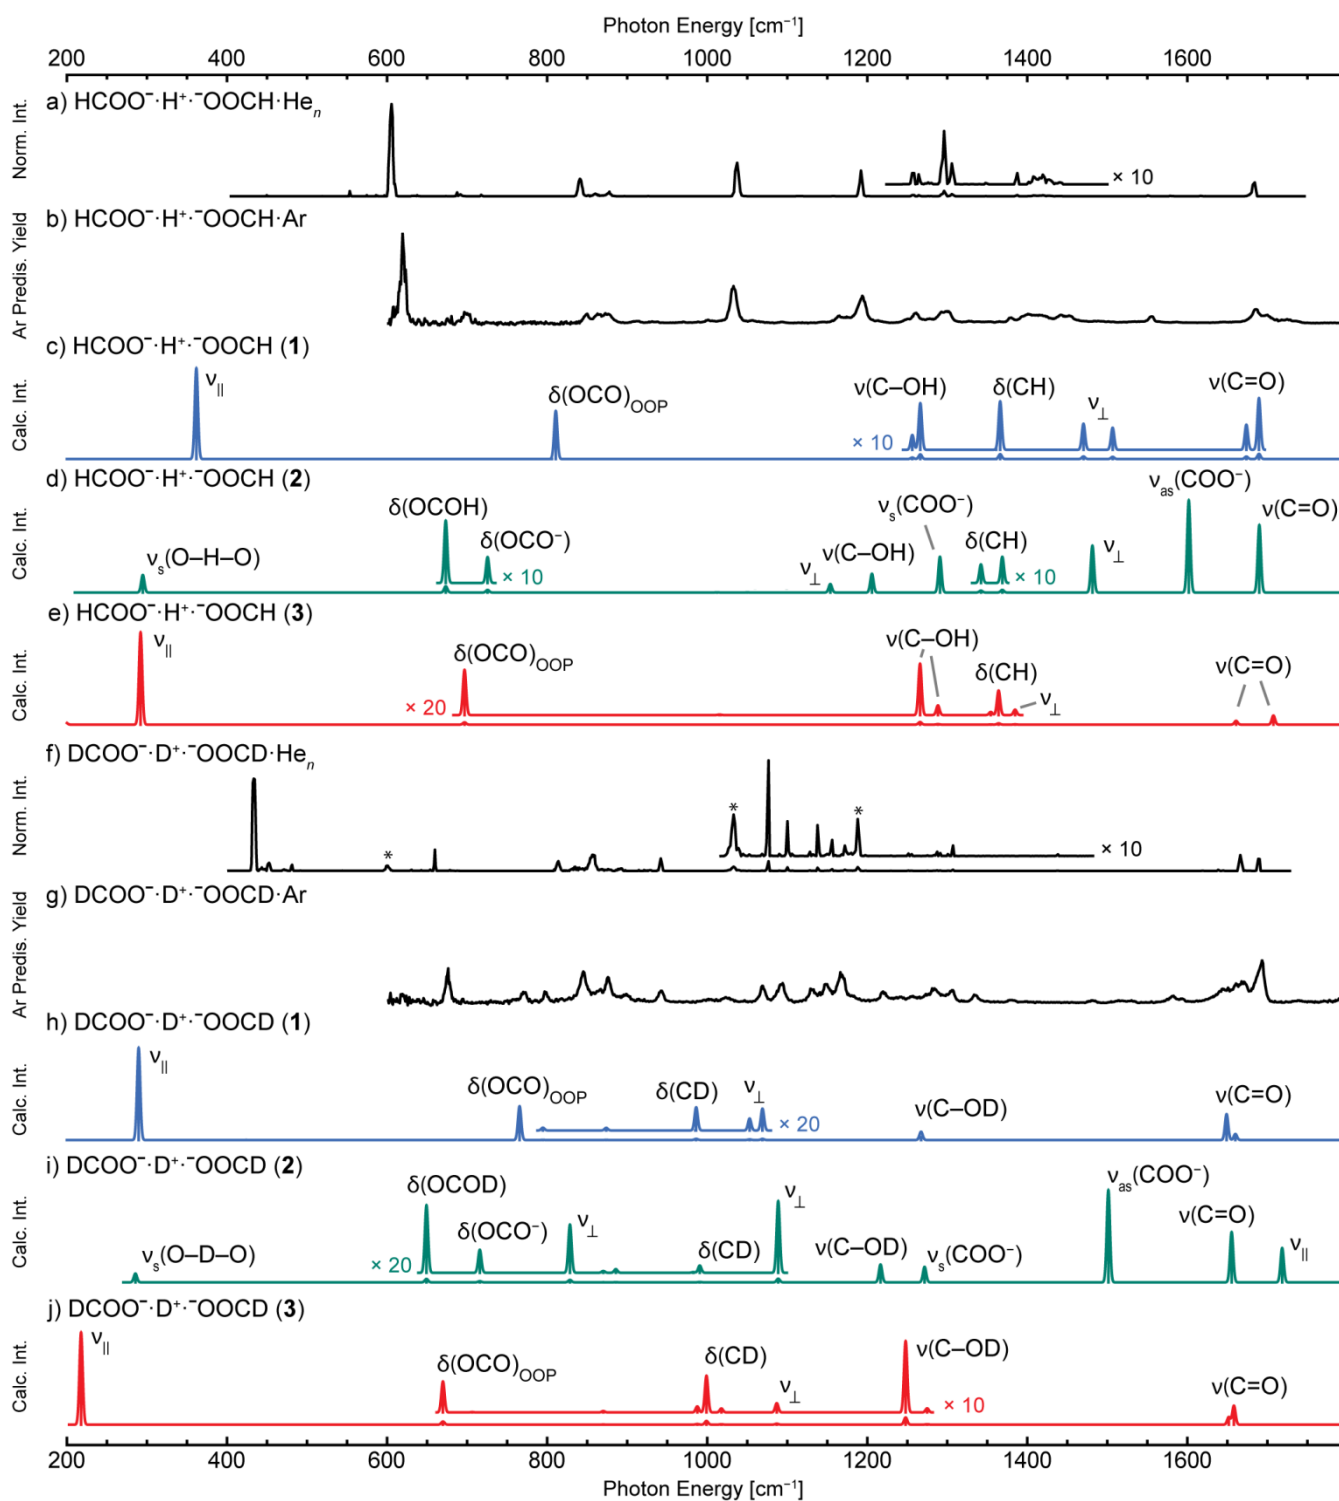 Photon Energy [cm⁻¹]
200 400 600 800 1000 1200 1400 1600
a) HCOO⁻·H⁺·⁻OOCH·Heₙ
Norm. Int.
× 10
b) HCOO⁻·H⁺·⁻OOCH·Ar
Ar Predis. Yield
c) HCOO⁻·H⁺·⁻OOCH (1)
Calc. Int.
ν||
δ(OCO)OOP
× 10
ν(C–OH)
δ(CH)
ν⊥
ν(C=O)
d) HCOO⁻·H⁺·⁻OOCH (2)
Calc. Int.
νs(O–H–O)
δ(OCOH)
δ(OCO⁻)
× 10
ν⊥
ν(C–OH)
νs(COO⁻)
δ(CH)
× 10
ν⊥
νas(COO⁻)
ν(C=O)
e) HCOO⁻·H⁺·⁻OOCH (3)
Calc. Int.
ν||
× 20
δ(OCO)OOP
ν(C–OH)
δ(CH)
ν⊥
ν(C=O)
f) DCOO⁻·D⁺·⁻OOCD·Heₙ
Norm. Int.
*
*
*
× 10
g) DCOO⁻·D⁺·⁻OOCD·Ar
Ar Predis. Yield
h) DCOO⁻·D⁺·⁻OOCD (1)
Calc. Int.
ν||
δ(OCO)OOP
δ(CD)
ν⊥
× 20
ν(C–OD)
ν(C=O)
i) DCOO⁻·D⁺·⁻OOCD (2)
Calc. Int.
νs(O–D–O)
× 20
δ(OCOD)
δ(OCO⁻)
ν⊥
δ(CD)
ν⊥
ν(C–OD)
νs(COO⁻)
νas(COO⁻)
ν(C=O)
ν||
j) DCOO⁻·D⁺·⁻OOCD (3)
Calc. Int.
ν||
δ(OCO)OOP
δ(CD)
ν⊥
ν(C–OD)
× 10
ν(C=O)
200 400 600 800 1000 1200 1400 1600
Photon Energy [cm⁻¹]